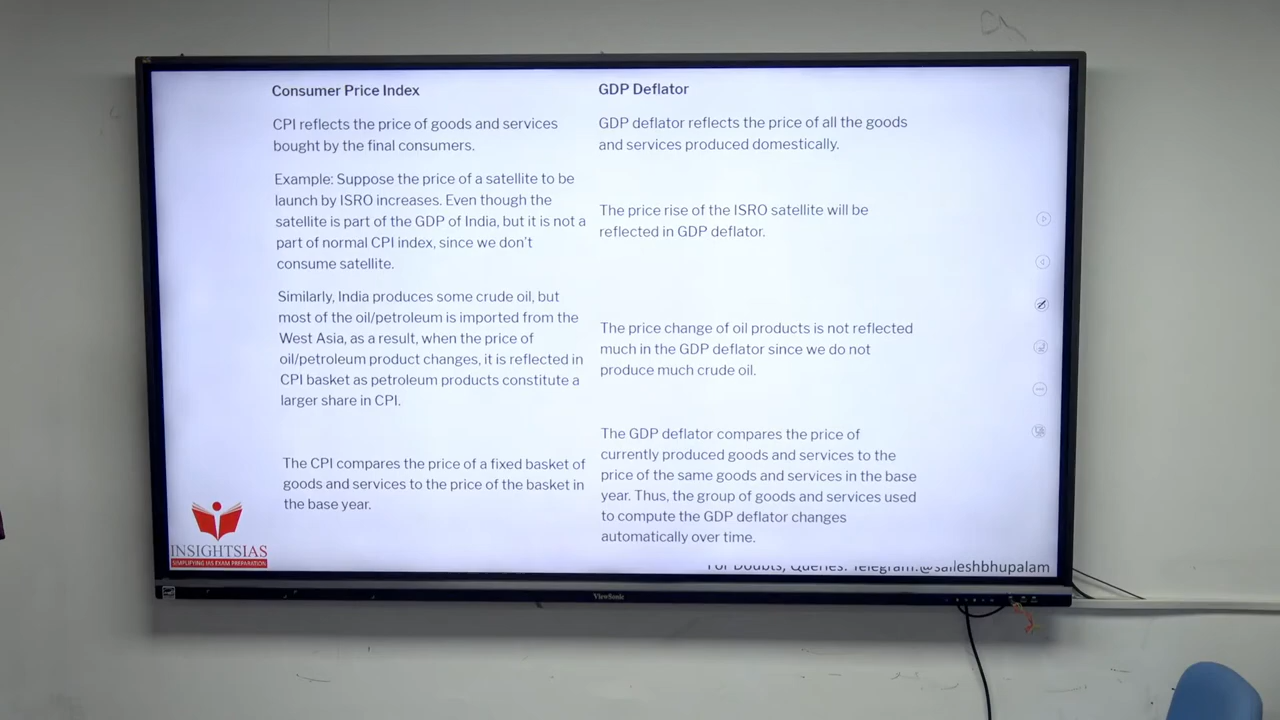 Consumer Price Index
CPI reflects the price of goods and services
bought by the final consumers.
Example: Suppose the price of a satellite to be
launch by ISRO increases. Even though the
satellite is part of the GDP of India, but it is not a
part of normal CPI index, since we don't
consume satellite.
Similarly, India produces some crude oil, but
most of the oil/petroleum is imported from the
West Asia, as a result, when the price of
oil/petroleum product changes, it is reflected in
CPI basket as petroleum products constitute a
larger share in CPI.
The CPI compares the price of a fixed basket of
goods and services to the price of the basket in
the base year.
GDP Deflator
GDP deflator reflects the price of all the goods
and services produced domestically.
The price rise of the ISRO satellite will be
reflected in GDP deflator.
The price change of oil products is not reflected
much in the GDP deflator since we do not
produce much crude oil.
The GDP deflator compares the price of
currently produced goods and services to the
price of the same goods and services in the base
year. Thus, the group of goods and services used
to compute the GDP deflator changes
automatically over time.
INSIGHTSIAS
SIMPLIFYING IAS EXAM PREPARATION
For Doubts, Queries: Telegram:@saileshbhupalam
ViewSonic